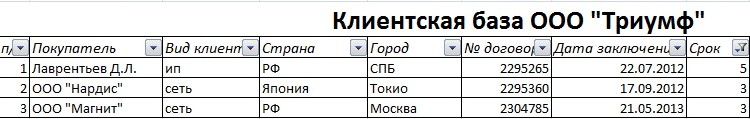 Клиентская база ООО "Триумф"
п/ Покупатель Вид клиент Страна Город № договор Дата заключени Срок
1 Лаврентьев Д.Л. ип РФ СПБ 2295265 22.07.2012 5
2 ООО "Нардис" сеть Япония Токио 2295360 17.09.2012 3
3 ООО "Магнит" сеть РФ Москва 2304785 21.05.2013 3